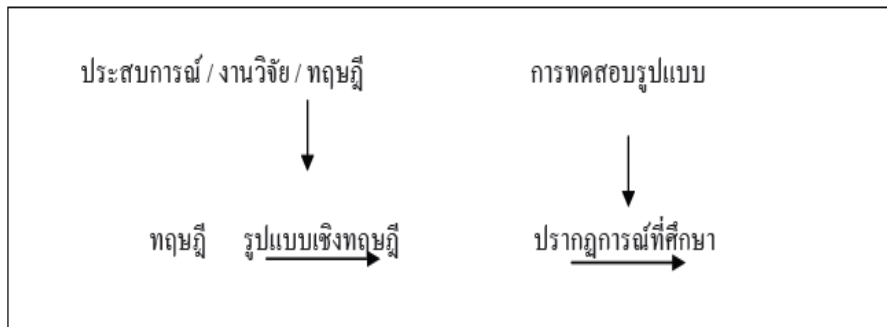 ประสบการณ์ / งานวิจัย / ทฤษฎี การทดสอบรูปแบบ
ทฤษฎี รูปแบบเชิงทฤษฎี ปรากฏการณ์ที่ศึกษา